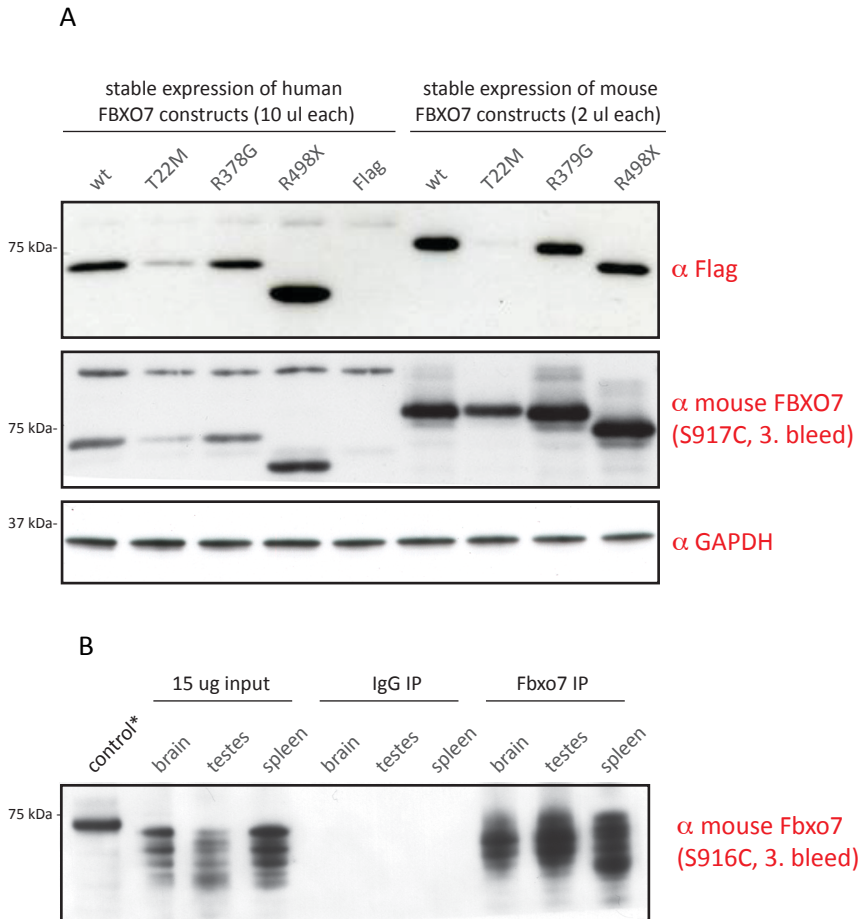 A
stable expression of human
FBXO7 constructs (10 ul each)
stable expression of mouse
FBXO7 constructs (2 ul each)
wt
T22M
R378G
R498X
Flag
wt
T22M
R379G
R498X
75 kDa-
α Flag
75 kDa-
α mouse FBXO7
(S917C, 3. bleed)
37 kDa-
α GAPDH
B
15 ug input
IgG IP
Fbxo7 IP
control*
brain
testes
spleen
brain
testes
spleen
brain
testes
spleen
75 kDa -
α mouse Fbxo7
(S916C, 3. bleed)